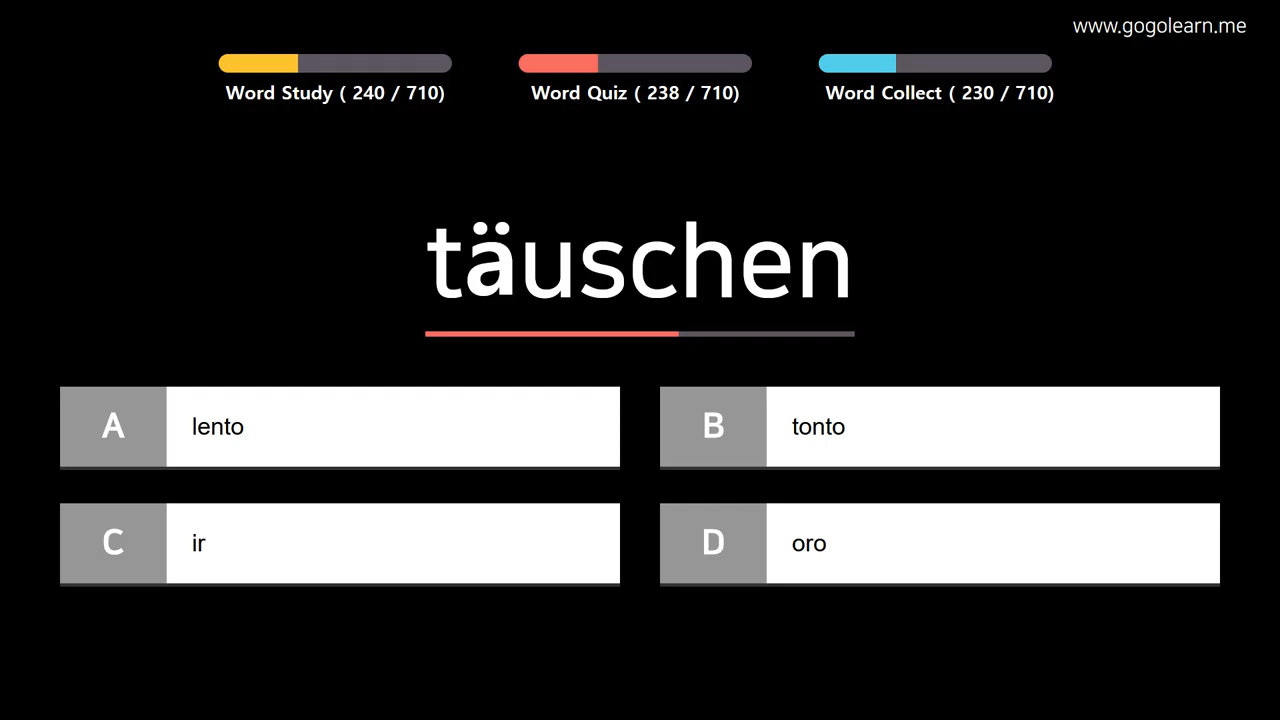 www.gogolearn.me
Word Study ( 240 / 710)
Word Quiz ( 238 / 710)
Word Collect ( 230 / 710)
täuschen
A lento
B tonto
C ir
D oro